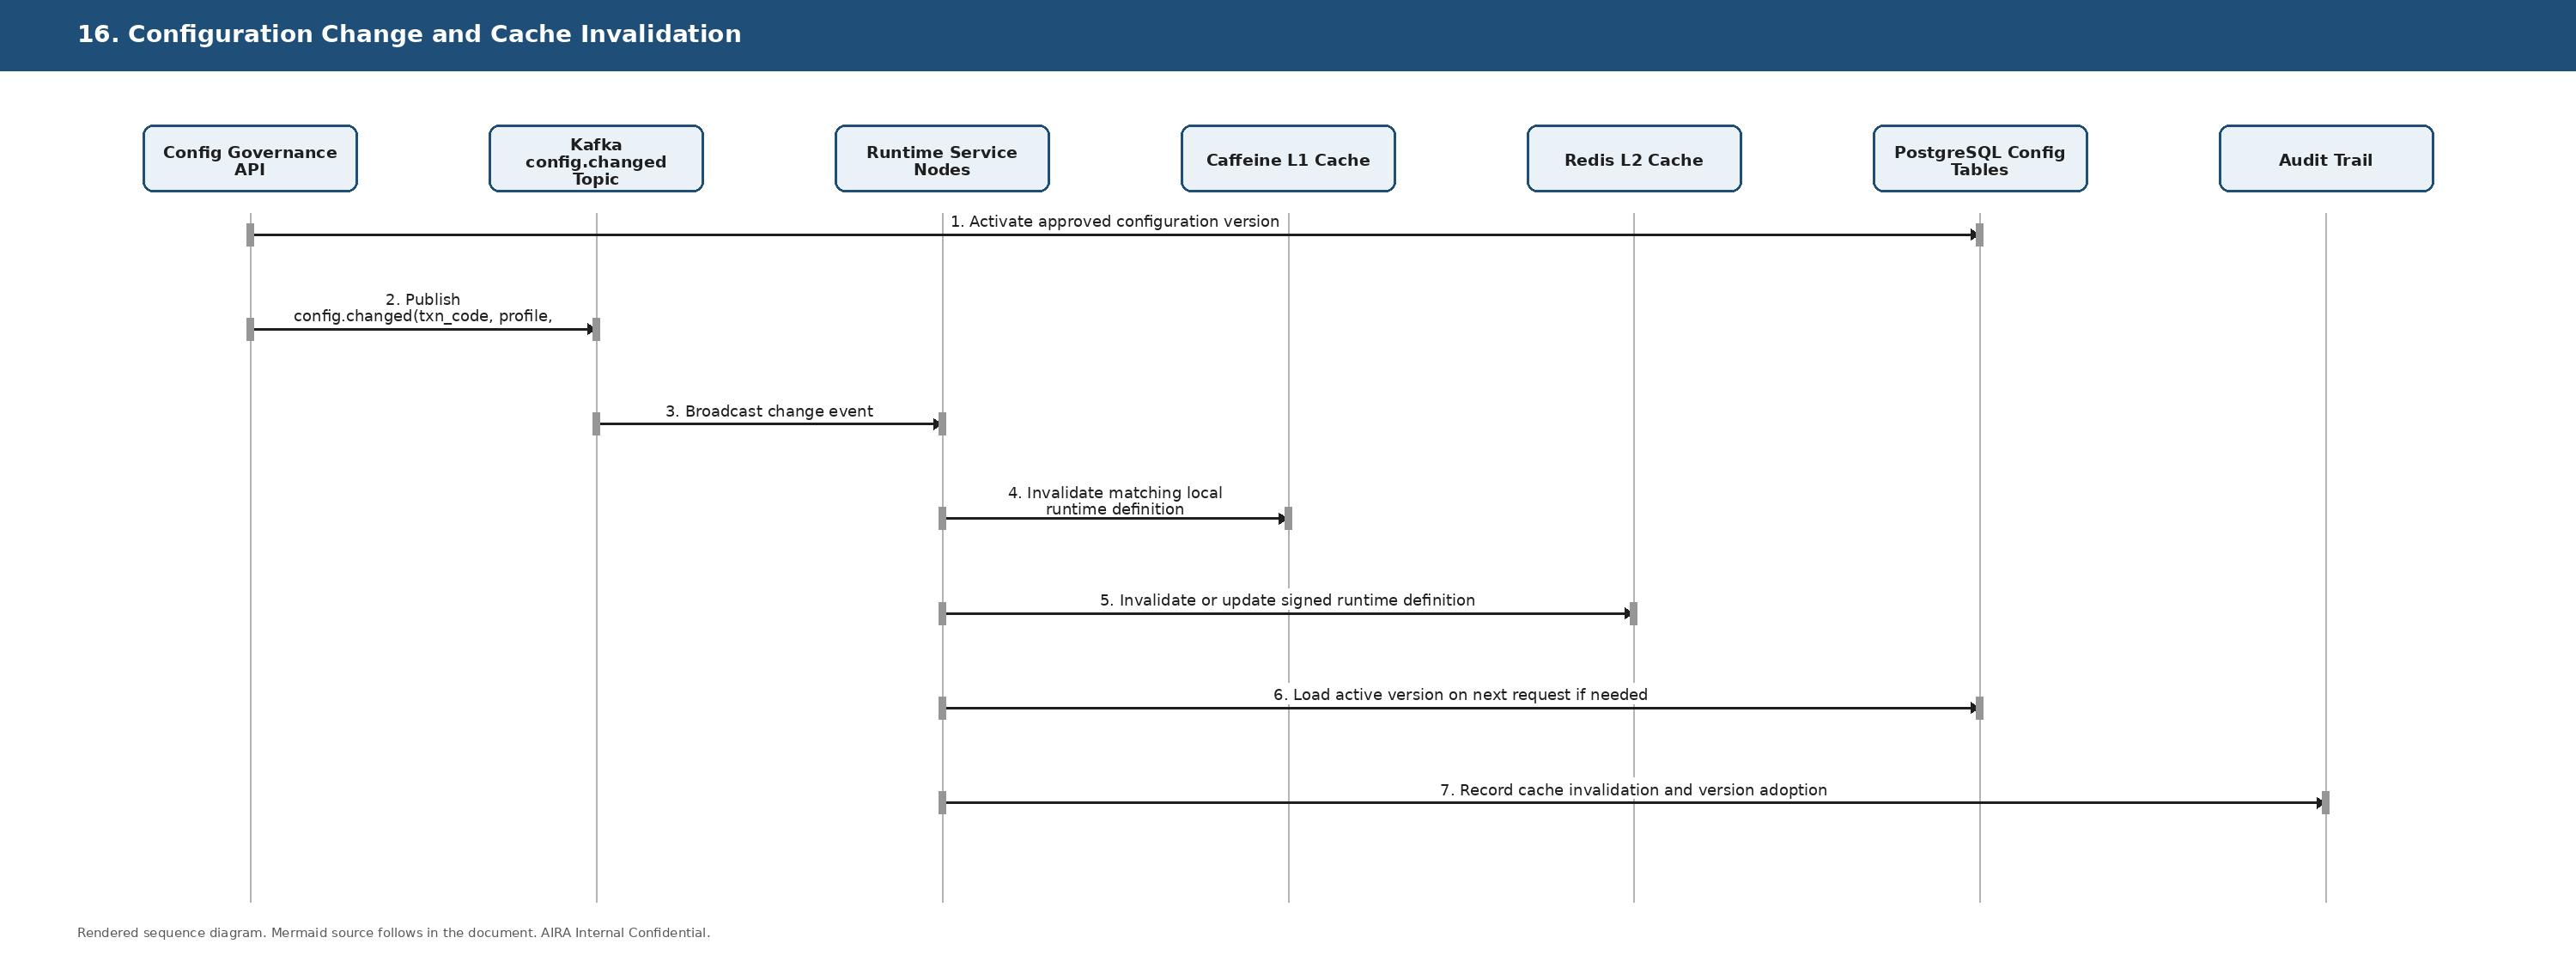 16. Configuration Change and Cache Invalidation
Config Governance
API
Kafka
config.changed
Topic
Runtime Service
Nodes
Caffeine L1 Cache
Redis L2 Cache
PostgreSQL Config
Tables
Audit Trail
1. Activate approved configuration version
2. Publish
config.changed(txn_code, profile,
3. Broadcast change event
4. Invalidate matching local
runtime definition
5. Invalidate or update signed runtime definition
6. Load active version on next request if needed
7. Record cache invalidation and version adoption
Rendered sequence diagram. Mermaid source follows in the document. AIRA Internal Confidential.